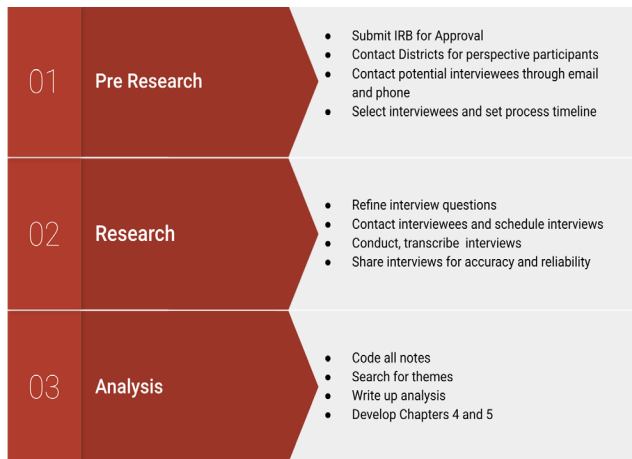 01
Pre Research
● Submit IRB for Approval
● Contact Districts for perspective participants
● Contact potential interviewees through email
and phone
● Select interviewees and set process timeline
02
Research
● Refine interview questions
● Contact interviewees and schedule interviews
● Conduct, transcribe interviews
● Share interviews for accuracy and reliability
03
Analysis
● Code all notes
● Search for themes
● Write up analysis
● Develop Chapters 4 and 5